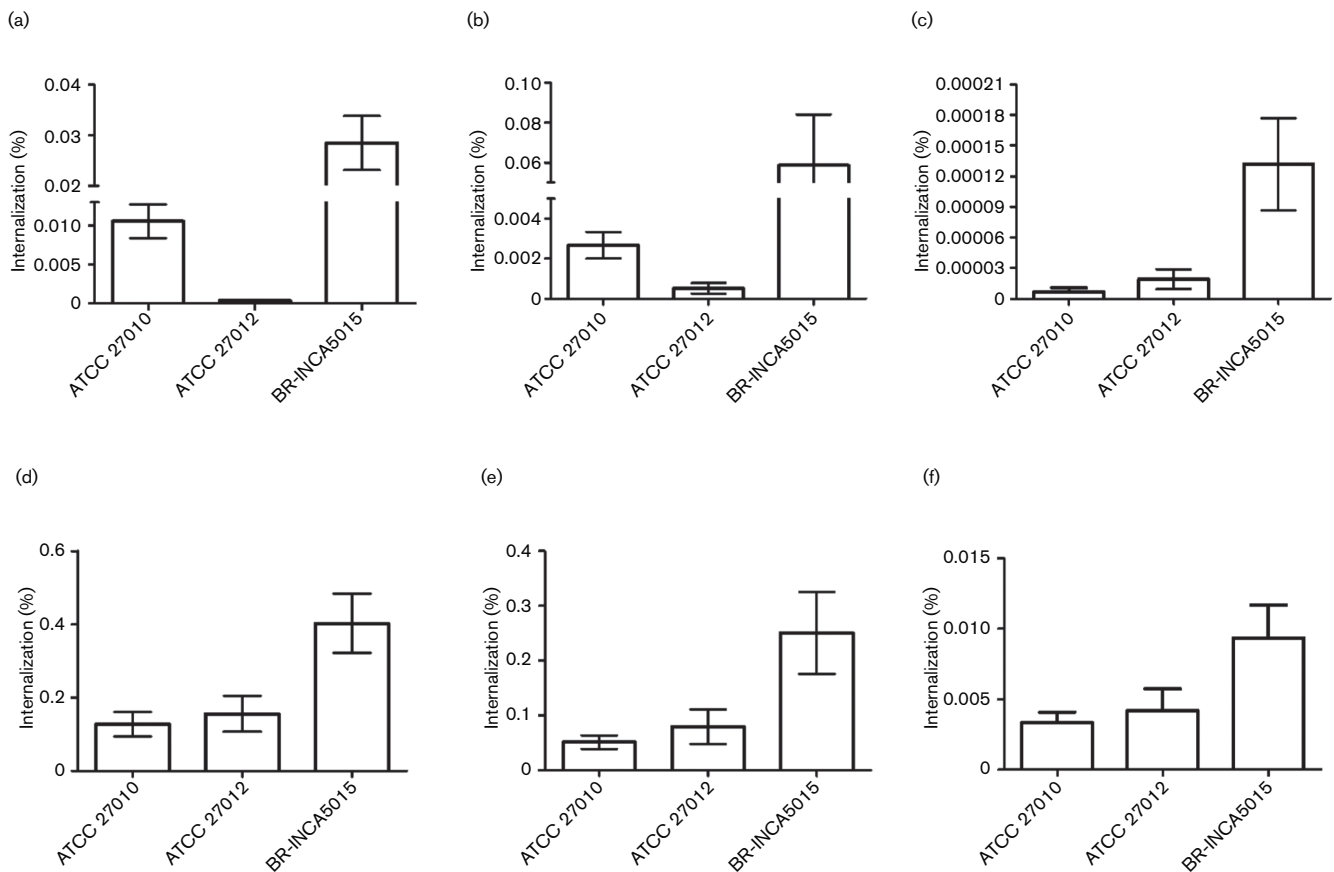 (a)
Internalization (%)
0.04
0.03
0.02
0.010
0.005
0
ATCC 27010
ATCC 27012
BR-INCA5015
(b)
Internalization (%)
0.10
0.08
0.06
0.004
0.002
0
ATCC 27010
ATCC 27012
BR-INCA5015
(c)
Internalization (%)
0.00021
0.00018
0.00015
0.00012
0.00009
0.00006
0.00003
0
ATCC 27010
ATCC 27012
BR-INCA5015
(d)
Internalization (%)
0.6
0.4
0.2
0
ATCC 27010
ATCC 27012
BR-INCA5015
(e)
Internalization (%)
0.4
0.3
0.2
0.1
0
ATCC 27010
ATCC 27012
BR-INCA5015
(f)
Internalization (%)
0.015
0.010
0.005
0
ATCC 27010
ATCC 27012
BR-INCA5015